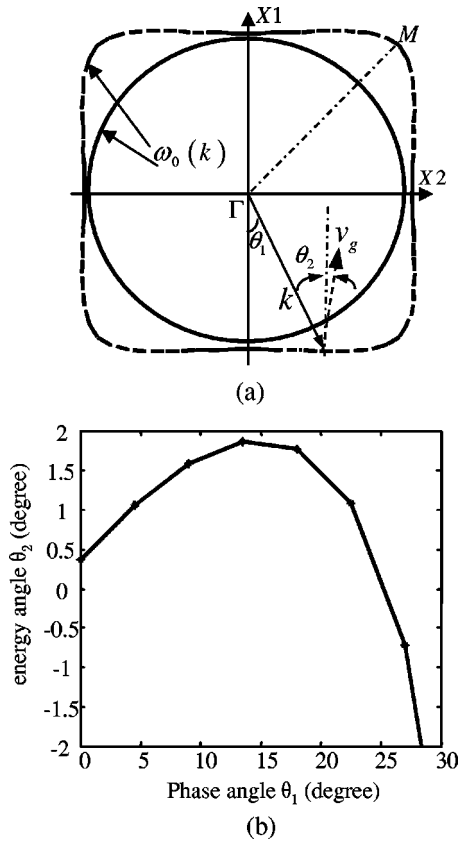 X1
M
ω₀ (k)
X2
Γ
θ₁
θ₂
v_g
k
(a)
2
1.5
1
0.5
0
-0.5
-1
-1.5
-2
energy angle θ₂ (degree)
0 5 10 15 20 25 30
Phase angle θ₁ (degree)
(b)